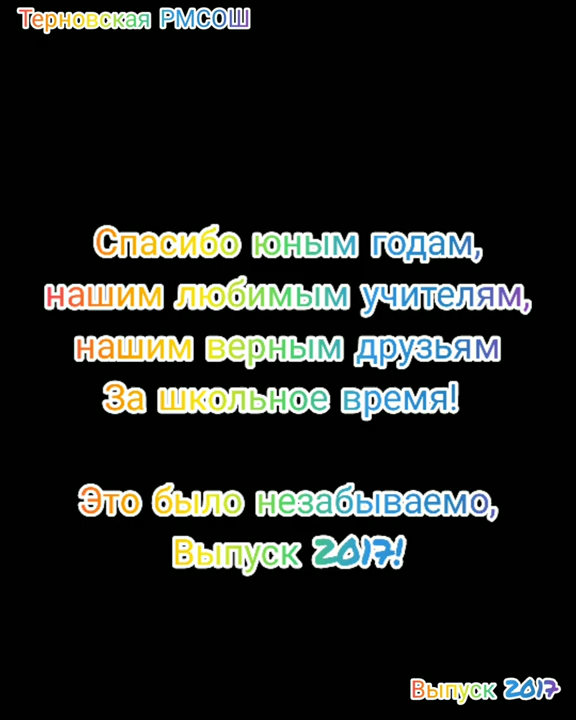 Терновская РМСОШ
Спасибо юным годам,
нашим любимым учителям,
нашим верным друзьям
За школьное время!
Это было незабываемо,
Выпуск 2017!
Выпуск 2017